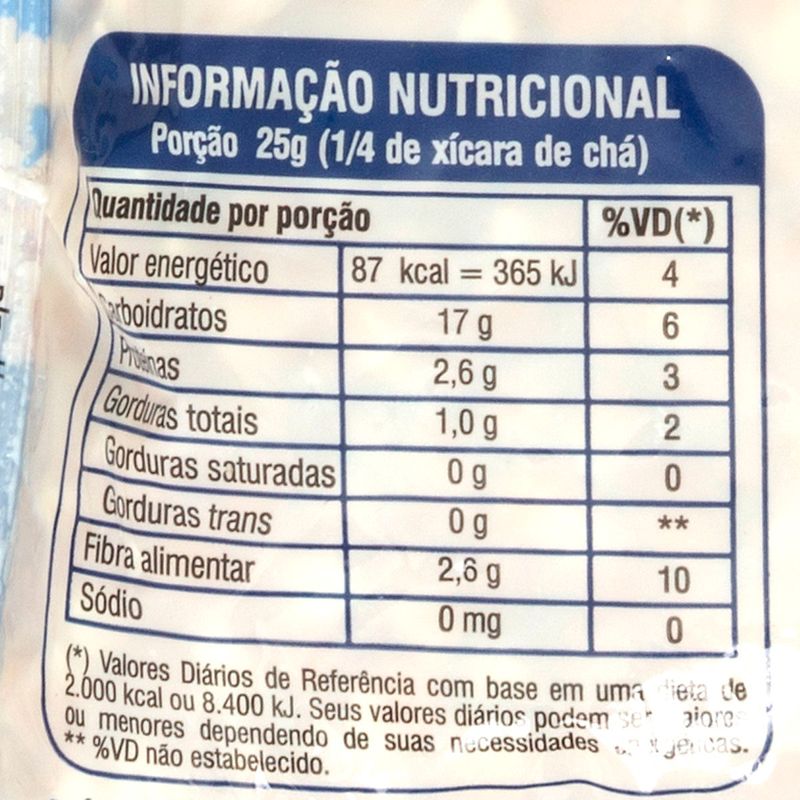 INFORMAÇÃO NUTRICIONAL
Porção 25g (1/4 de xícara de chá)
Quantidade por porção %VD(*)
Valor energético 87 kcal = 365 kJ 4
Carboidratos 17 g 6
Proteínas 2,6 g 3
Gorduras totais 1,0 g 2
Gorduras saturadas 0 g 0
Gorduras trans 0 g **
Fibra alimentar 2,6 g 10
Sódio 0 mg 0
(*) Valores Diários de Referência com base em uma dieta de
2.000 kcal ou 8.400 kJ. Seus valores diários podem ser
ou menores dependendo de suas necessidades
** %VD não estabelecido.